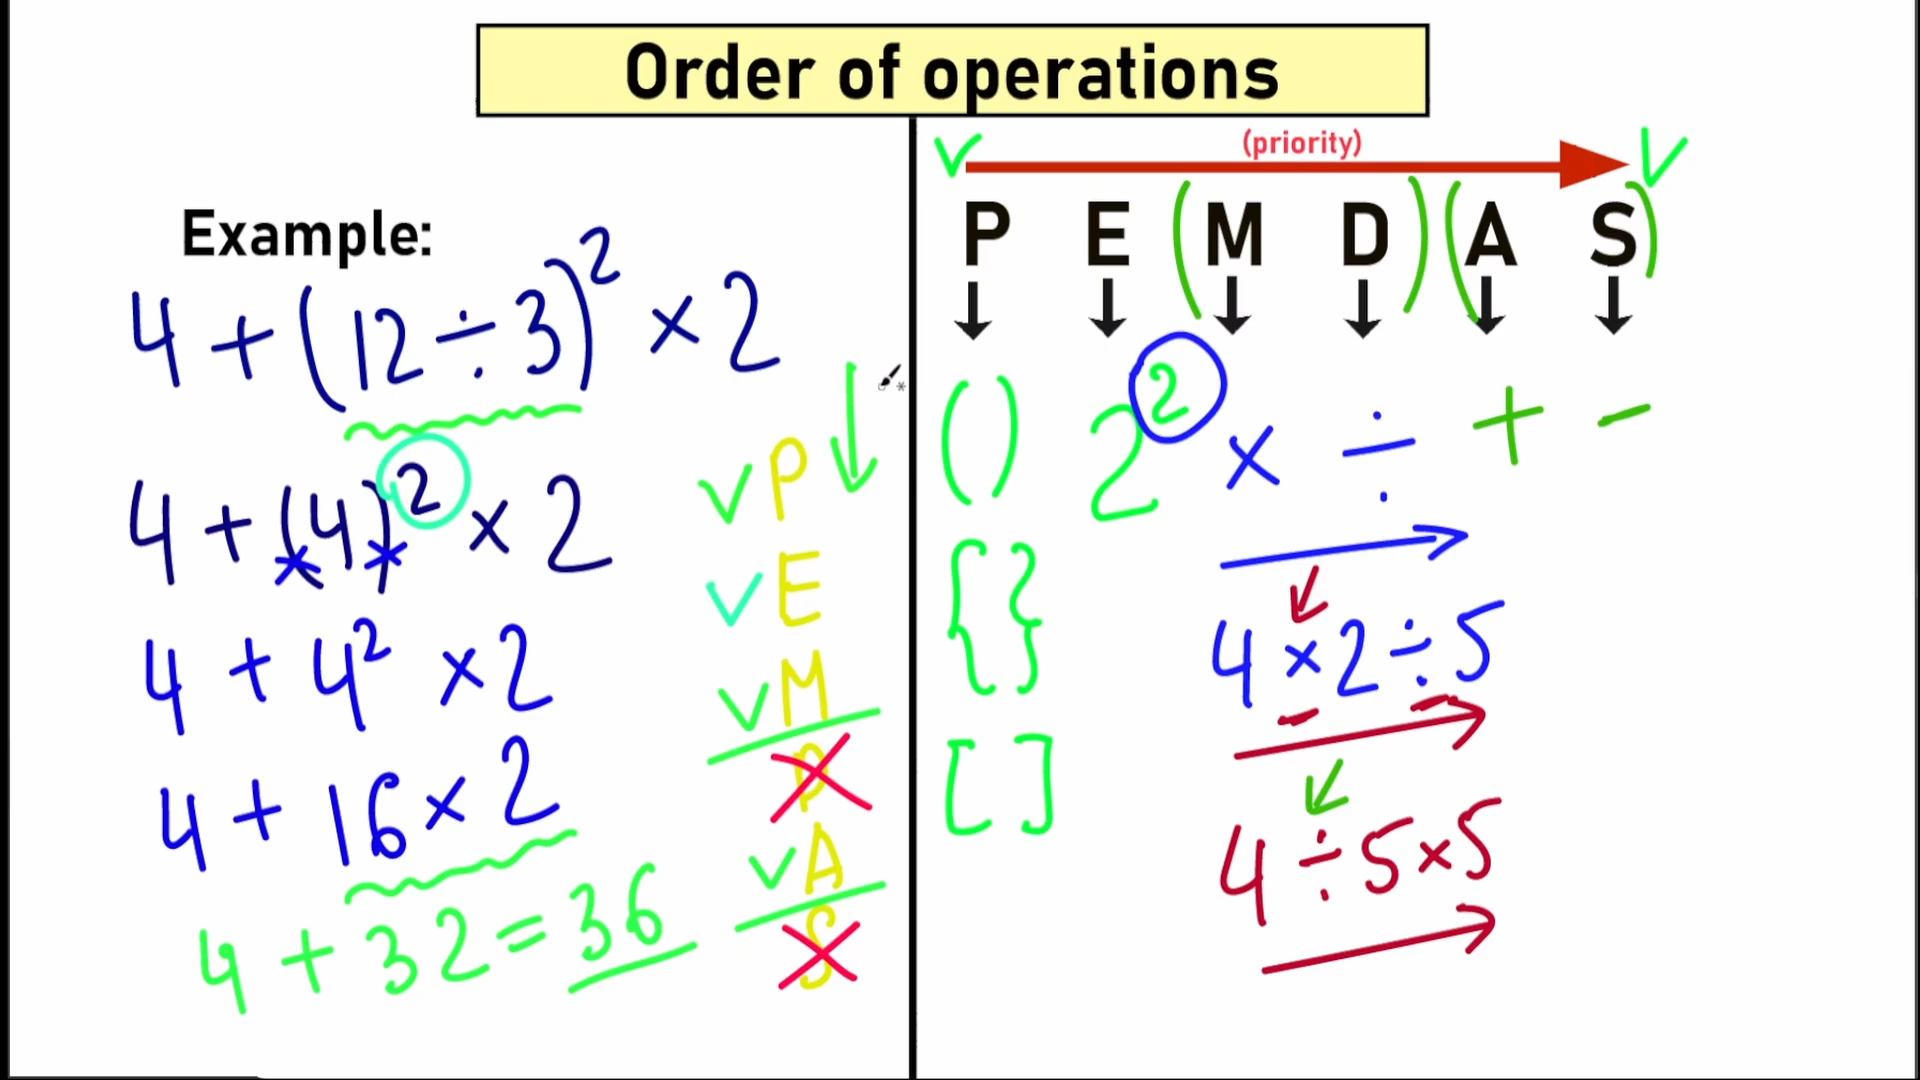 Order of operations
Example:
4 + (12 ÷ 3)² × 2
4 + (4)² × 2
4 + 4² × 2
4 + 16 × 2
4 + 32 = 36
P
E
M
D
A
S
(priority)
P E (M D) (A S)
( ) 2² × ÷ + -
{ }
[ ]
4 × 2 ÷ 5
4 ÷ 5 × 5